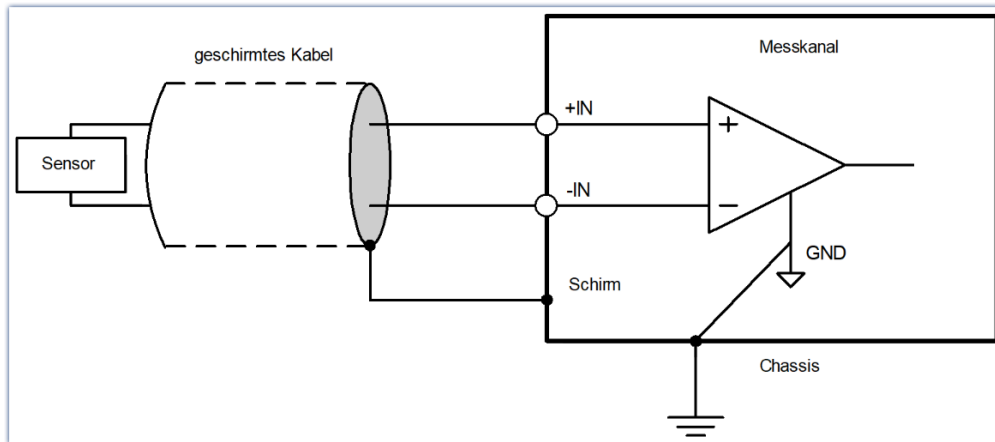 Messkanal
geschirmtes Kabel
+IN
+
Sensor
-IN
−
GND
Schirm
Chassis